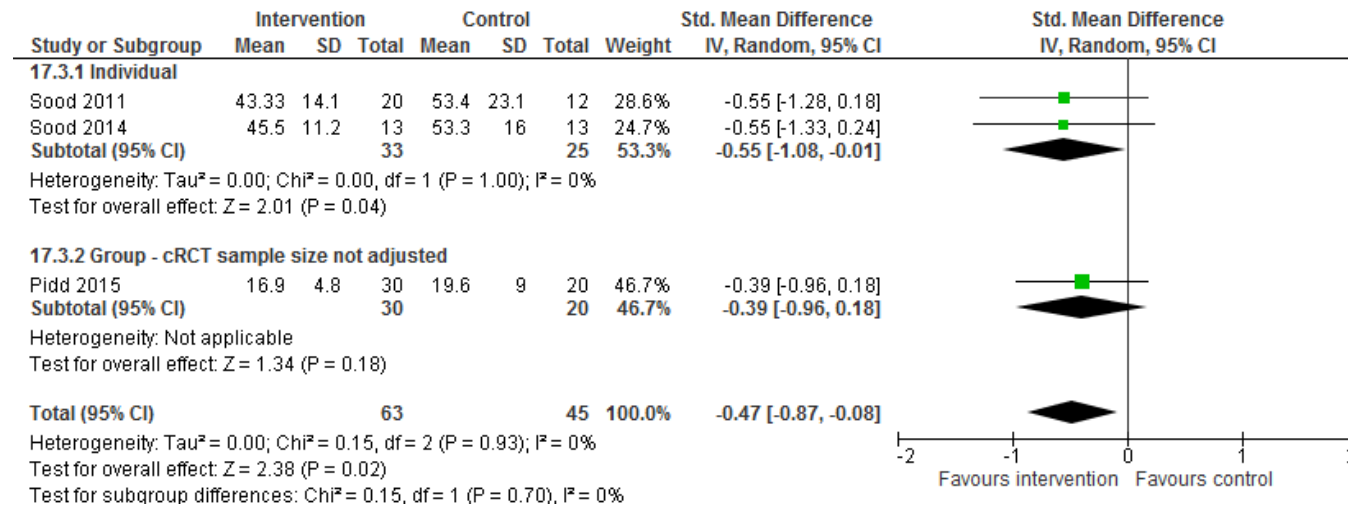 Intervention Control Std. Mean Difference Std. Mean Difference
Study or Subgroup Mean SD Total Mean SD Total Weight IV, Random, 95% CI IV, Random, 95% CI
17.3.1 Individual
Sood 2011 43.33 14.1 20 53.4 23.1 12 28.6% -0.55 [-1.28, 0.18]
Sood 2014 45.5 11.2 13 53.3 16 13 24.7% -0.55 [-1.33, 0.24]
Subtotal (95% CI) 33 25 53.3% -0.55 [-1.08, -0.01]
Heterogeneity: Tau² = 0.00; Chi² = 0.00, df = 1 (P = 1.00); I² = 0%
Test for overall effect: Z = 2.01 (P = 0.04)
17.3.2 Group - cRCT sample size not adjusted
Pidd 2015 16.9 4.8 30 19.6 9 20 46.7% -0.39 [-0.96, 0.18]
Subtotal (95% CI) 30 20 46.7% -0.39 [-0.96, 0.18]
Heterogeneity: Not applicable
Test for overall effect: Z = 1.34 (P = 0.18)
Total (95% CI) 63 45 100.0% -0.47 [-0.87, -0.08]
Heterogeneity: Tau² = 0.00; Chi² = 0.15, df = 2 (P = 0.93); I² = 0%
Test for overall effect: Z = 2.38 (P = 0.02)
Test for subgroup differences: Chi² = 0.15, df = 1 (P = 0.70), I² = 0%
-2 -1 0 1 2
Favours intervention Favours control